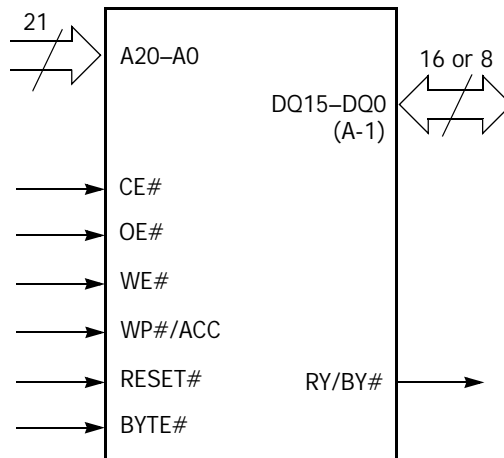 21
A20–A0
16 or 8
DQ15–DQ0
(A-1)
CE#
OE#
WE#
WP#/ACC
RESET#
RY/BY#
BYTE#